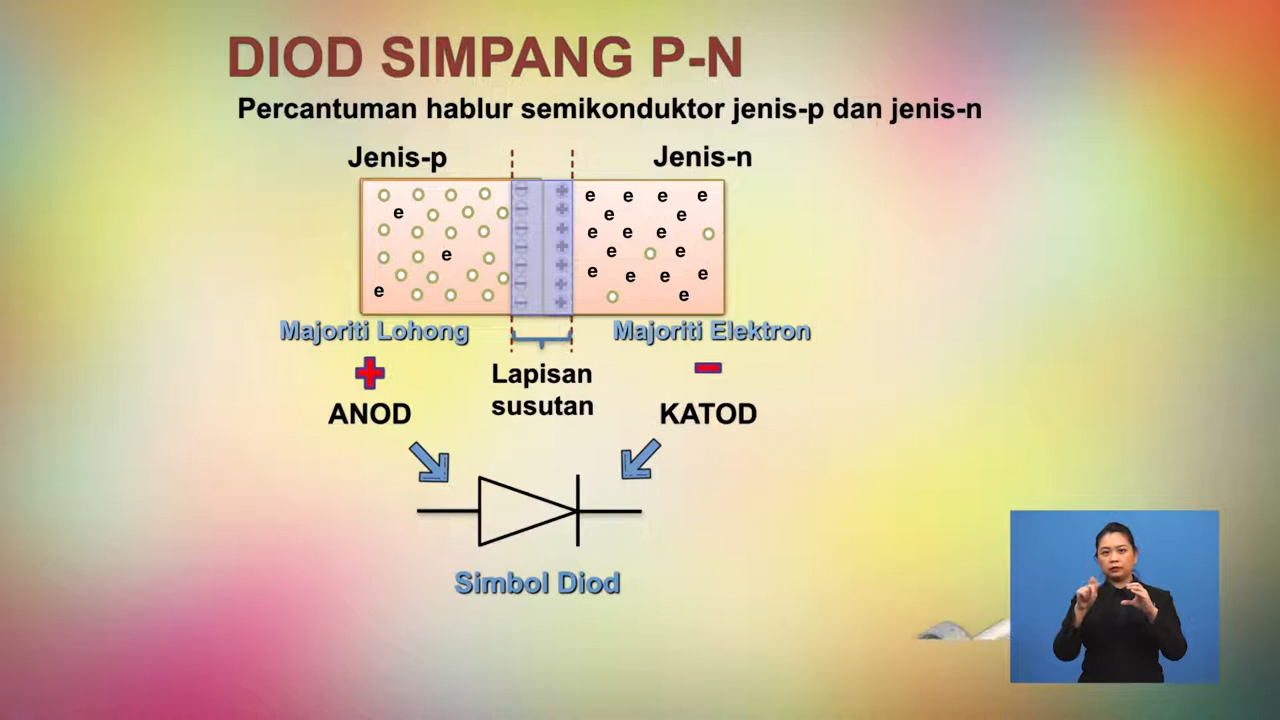 DIOD SIMPANG P-N
Percantuman hablur semikonduktor jenis-p dan jenis-n
Jenis-p
Jenis-n
e
e
e
e e e e
e e
e e e
e e
e e e e
e
Majoriti Lohong
Majoriti Elektron
+
−
Lapisan
susutan
ANOD
KATOD
Simbol Diod